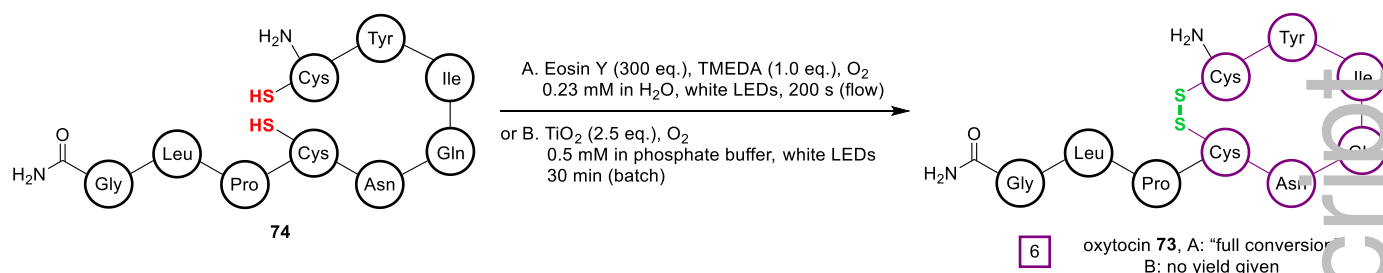 H₂N
Tyr
Cys
Ile
HS
HS
O
H₂N
Gly
Leu
Pro
Cys
Asn
Gln
74
A. Eosin Y (300 eq.), TMEDA (1.0 eq.), O₂
0.23 mM in H₂O, white LEDs, 200 s (flow)
or B. TiO₂ (2.5 eq.), O₂
0.5 mM in phosphate buffer, white LEDs
30 min (batch)
H₂N
Tyr
Cys
Ile
S
S
O
H₂N
Gly
Leu
Pro
Cys
Asn
6
oxytocin 73, A: "full conversion
B: no yield given
cript